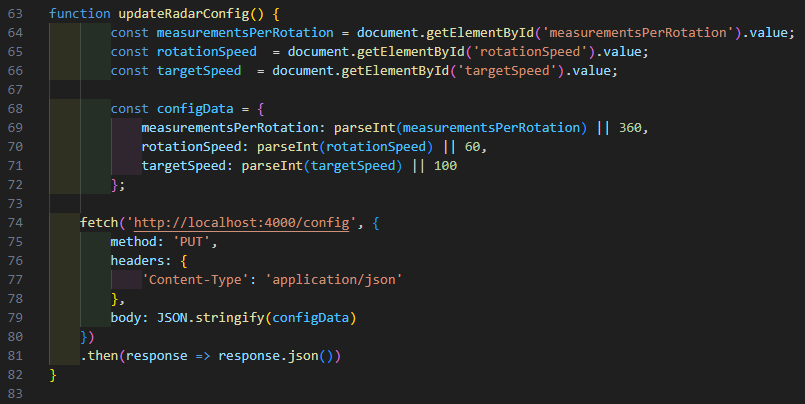 63 function updateRadarConfig() {
64 const measurementsPerRotation = document.getElementById('measurementsPerRotation').value;
65 const rotationSpeed  = document.getElementById('rotationSpeed').value;
66 const targetSpeed  = document.getElementById('targetSpeed').value;
67
68 const configData = {
69 measurementsPerRotation: parseInt(measurementsPerRotation) || 360,
70 rotationSpeed: parseInt(rotationSpeed) || 60,
71 targetSpeed: parseInt(targetSpeed) || 100
72 };
73
74 fetch('http://localhost:4000/config', {
75 method: 'PUT',
76 headers: {
77 'Content-Type': 'application/json'
78 },
79 body: JSON.stringify(configData)
80 })
81 .then(response => response.json())
82 }
83